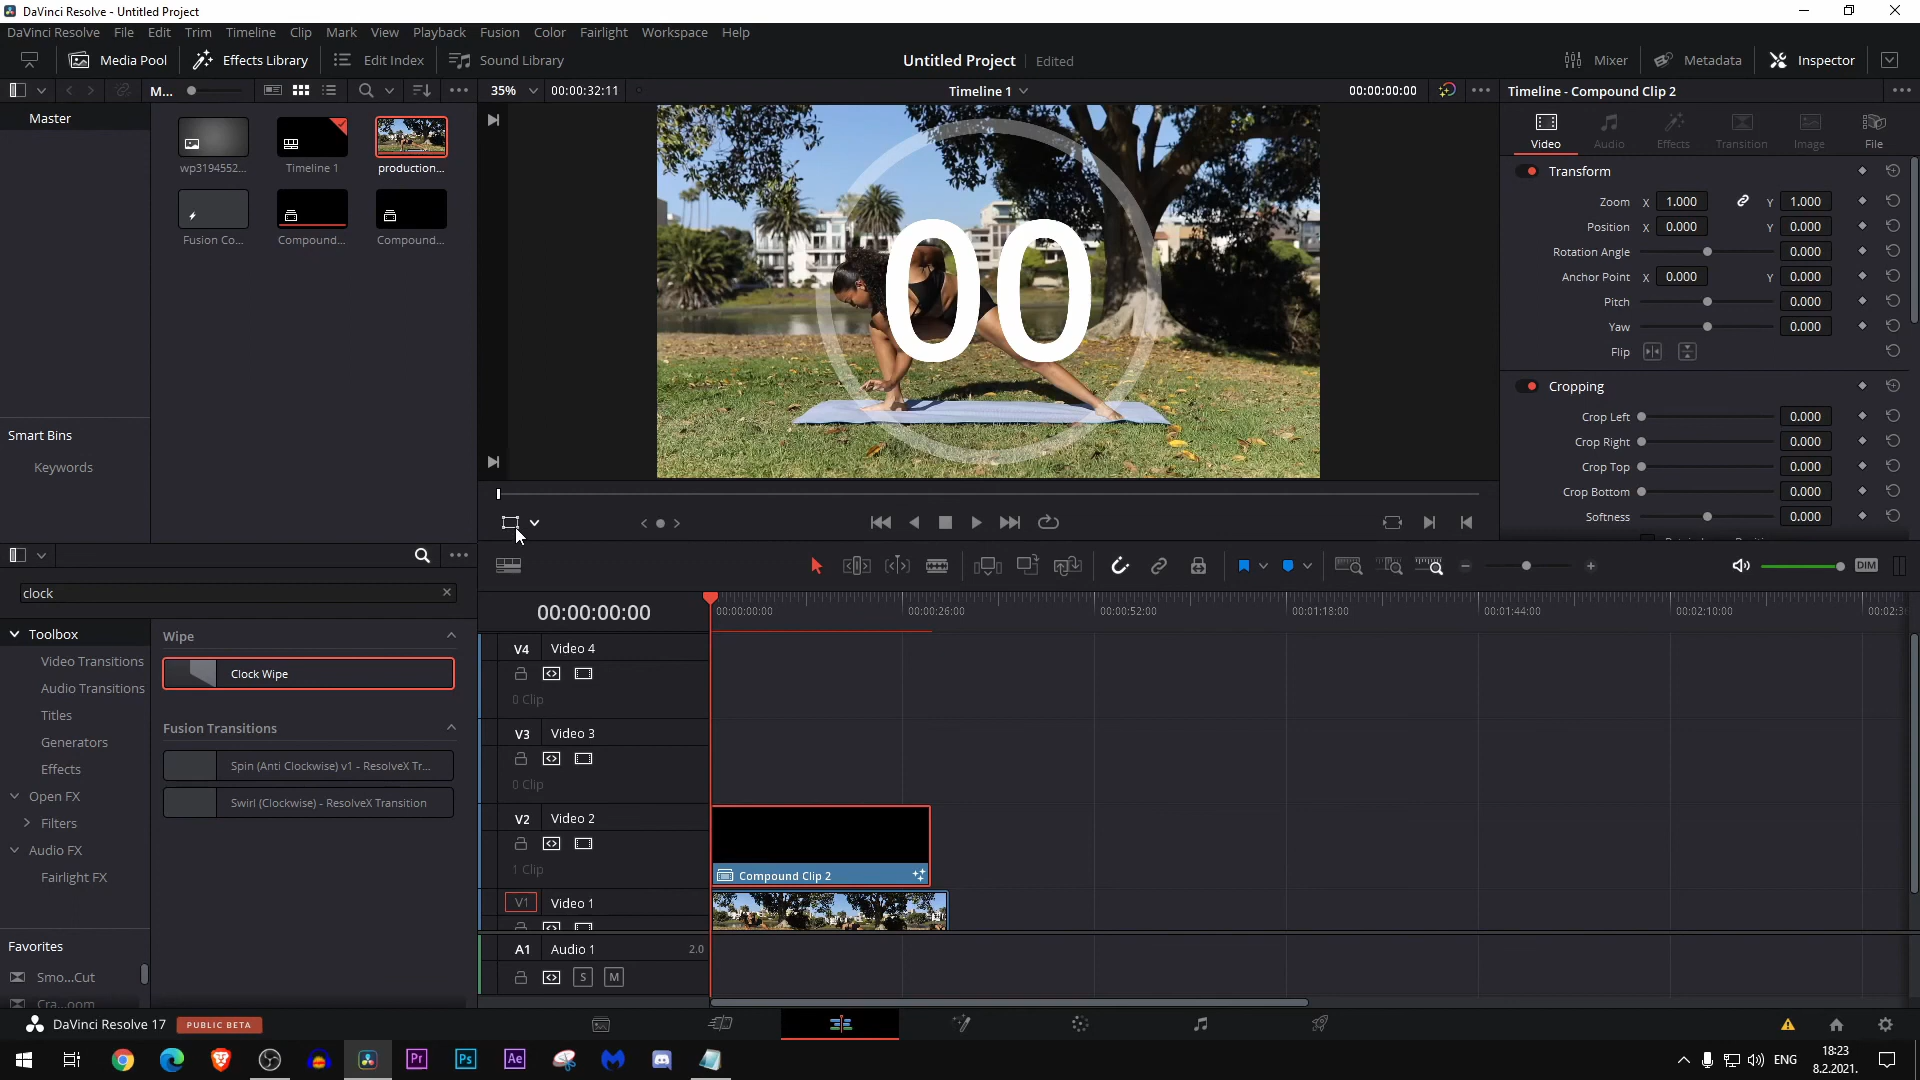 DaVinci Resolve - Untitled Project
DaVinci Resolve File Edit Trim Timeline Clip Mark View Playback Fusion Color Fairlight Workspace Help
Media Pool Effects Library Edit Index Sound Library Untitled Project Edited Mixer Metadata Inspector
M... 35% 00:00:32:11 Timeline 1 00:00:00:00 Timeline - Compound Clip 2
Master
wp3194552... Timeline 1 production...
Fusion Co... Compound... Compound...
Smart Bins
Keywords
00
Video Audio Effects Transition Image File
Transform
Zoom X 1.000 Y 1.000
Position X 0.000 Y 0.000
Rotation Angle 0.000
Anchor Point X 0.000 Y 0.000
Pitch 0.000
Yaw 0.000
Flip
Cropping
Crop Left 0.000
Crop Right 0.000
Crop Top 0.000
Crop Bottom 0.000
Softness 0.000
clock
Toolbox
Video Transitions
Audio Transitions
Titles
Generators
Effects
Open FX
Filters
Audio FX
Fairlight FX
Favorites
Smo...Cut
Cra...oom
Wipe
Clock Wipe
Fusion Transitions
Spin (Anti Clockwise) v1 - ResolveX Tr...
Swirl (Clockwise) - ResolveX Transition
DIM
00:00:00:00 00:00:00:00 00:00:26:00 00:00:52:00 00:01:18:00 00:01:44:00 00:02:10:00
V4 Video 4
0 Clip
V3 Video 3
0 Clip
V2 Video 2
1 Clip
Compound Clip 2
V1 Video 1
A1 Audio 1 2.0
S M
DaVinci Resolve 17 PUBLIC BETA
Pr Ps Ae ENG 18:23
8.2.2021.